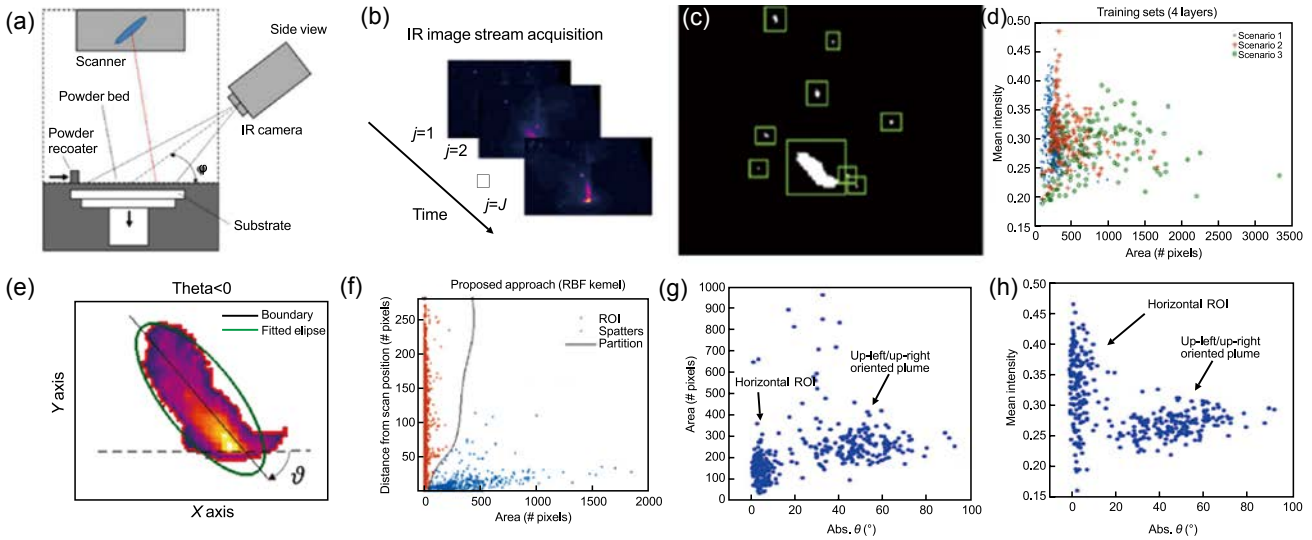 (a)
Scanner
Side view
Powder bed
Powder
recoater
IR camera
φ
Substrate
(b)
IR image stream acquisition
j=1
j=2
j=J
Time
(c)
(d)
Training sets (4 layers)
Scenario 1
Scenario 2
Scenario 3
Mean intensity
0.50
0.45
0.40
0.35
0.30
0.25
0.20
0.15
0 500 1000 1500 2000 2500 3000 3500
Area (# pixels)
(e)
Theta<0
Boundary
Fitted elipse
Y axis
ϑ
X axis
(f)
Proposed approach (RBF kernel)
ROI
Spatters
Partition
Distance from scan position (# pixels)
250
200
150
100
50
0 500 1000 1500 2000
Area (# pixels)
(g)
Area (# pixels)
1000
900
800
700
600
500
400
300
200
100
0
Horizontal ROI
Up-left/up-right
oriented plume
0 20 40 60 80 100
Abs. θ (°)
(h)
Mean intensity
0.50
0.45
0.40
0.35
0.30
0.25
0.20
0.15
Horizontal ROI
Up-left/up-right
oriented plume
0 20 40 60 80 100
Abs. θ (°)